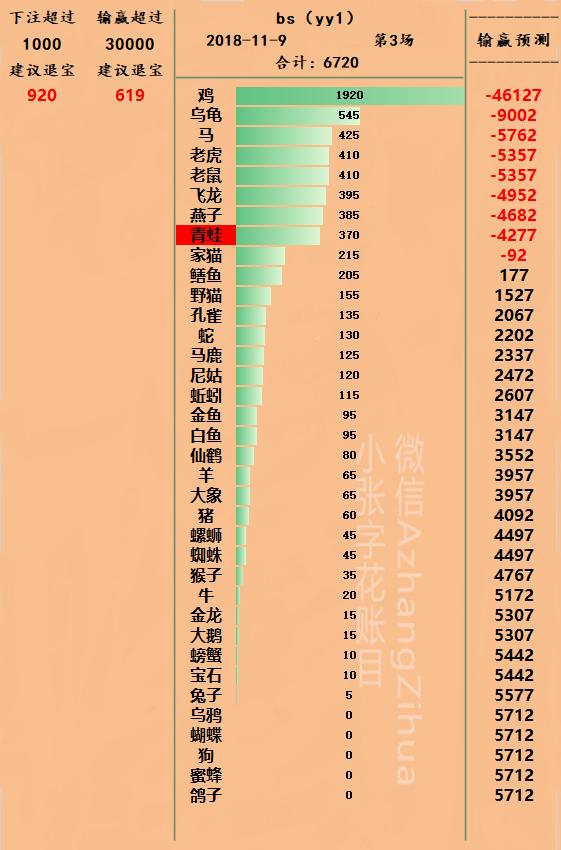 下注超过 输赢超过
1000 30000
建议退宝 建议退宝
920 619
bs（yy1）
2018-11-9 第3场
合计：6720
输赢预测
鸡 1920 -46127
乌龟 545 -9002
马 425 -5762
老虎 410 -5357
老鼠 410 -5357
飞龙 395 -4952
燕子 385 -4682
青蛙 370 -4277
家猫 215 -92
鳝鱼 205 177
野猫 155 1527
孔雀 135 2067
蛇 130 2202
马鹿 125 2337
尼姑 120 2472
蚯蚓 115 2607
金鱼 95 3147
白鱼 95 3147
仙鹤 80 3552
羊 65 3957
大象 65 3957
猪 60 4092
螺蛳 45 4497
蜘蛛 45 4497
猴子 35 4767
牛 20 5172
金龙 15 5307
大鹅 15 5307
螃蟹 10 5442
宝石 10 5442
兔子 5 5577
乌鸦 0 5712
蝴蝶 0 5712
狗 0 5712
蜜蜂 0 5712
鸽子 0 5712
微信AzhangZihua
小张字花账目